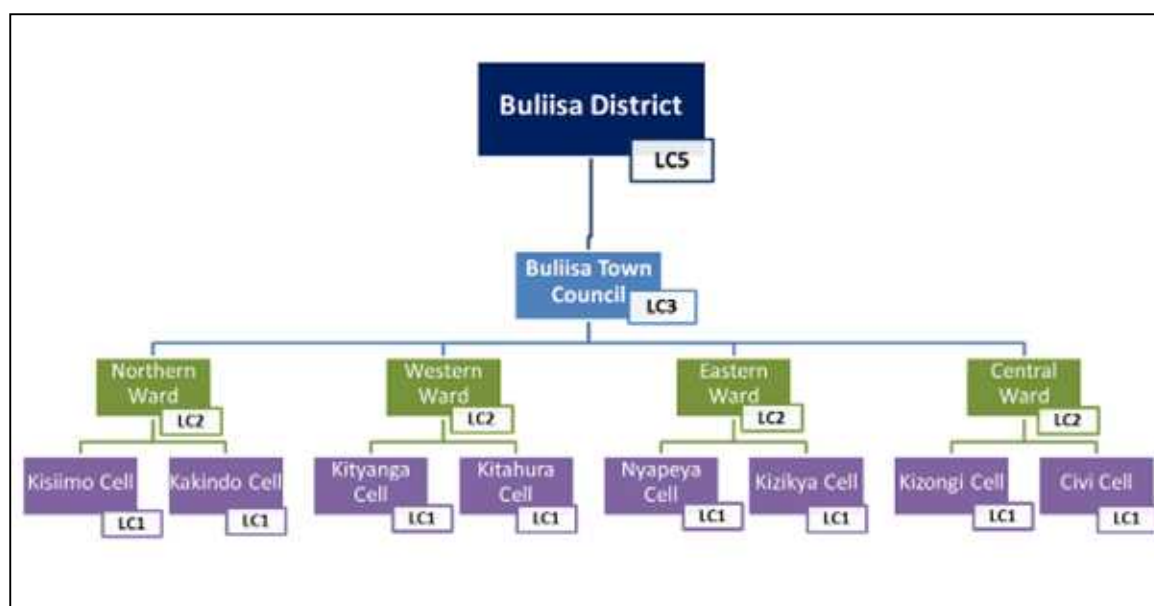 Buliisa District
LC5
Buliisa Town
Council
LC3
Northern
Ward
LC2
Western
Ward
LC2
Eastern
Ward
LC2
Central
Ward
LC2
Kisiimo Cell
LC1
Kakindo Cell
LC1
Kityanga
Cell
LC1
Kitahura
Cell
LC1
Nyapeya
Cell
LC1
Kizikya Cell
LC1
Kizongi Cell
LC1
Civi Cell
LC1